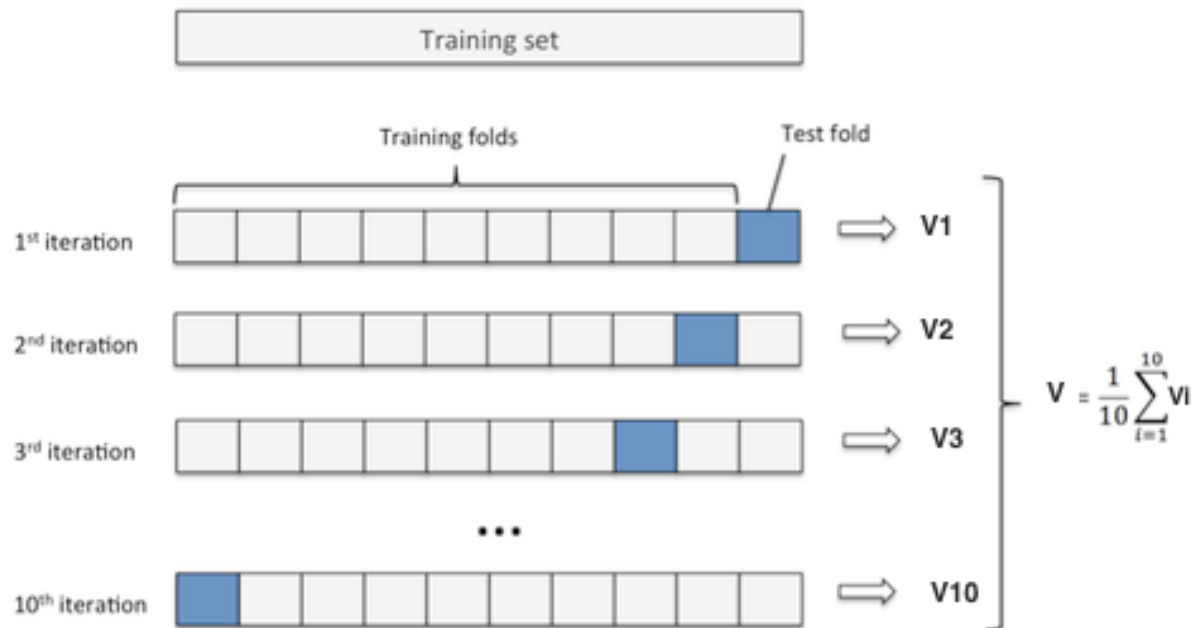 Training set
Training folds
Test fold
1st iteration
V1
2nd iteration
V2
3rd iteration
V3
V = 1/10 10 ∑ i=1 Vi
...
10th iteration
V10